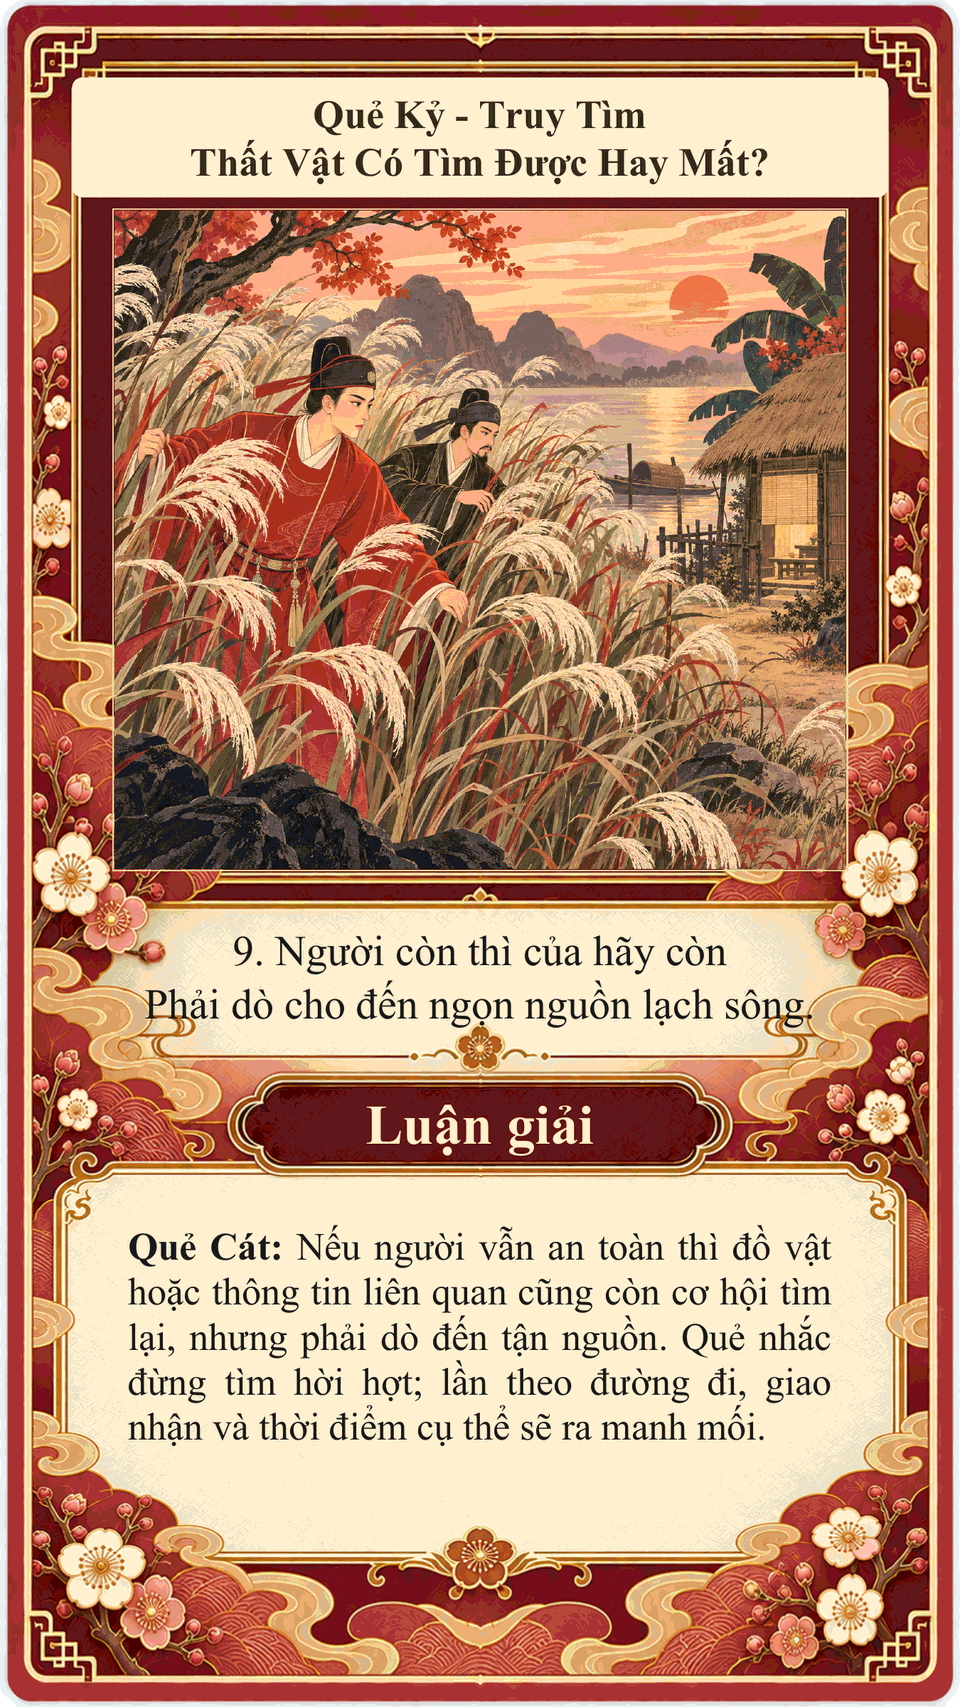 Quẻ Kỷ - Truy Tìm
Thất Vật Có Tìm Được Hay Mất?
9. Người còn thì của hãy còn
Phải dò cho đến ngọn nguồn lạch sông.
Luận giải
Quẻ Cát: Nếu người vẫn an toàn thì đồ vật
hoặc thông tin liên quan cũng còn cơ hội tìm
lại, nhưng phải dò đến tận nguồn. Quẻ nhắc
đừng tìm hời hợt; lần theo đường đi, giao
nhận và thời điểm cụ thể sẽ ra manh mối.